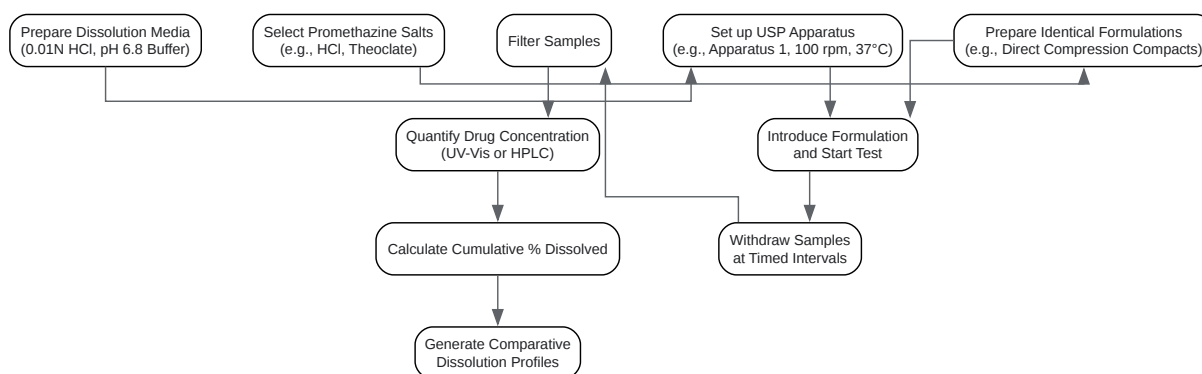 Prepare Dissolution Media
(0.01N HCl, pH 6.8 Buffer)
Select Promethazine Salts
(e.g., HCl, Theoclate)
Filter Samples
Set up USP Apparatus
(e.g., Apparatus 1, 100 rpm, 37°C)
Prepare Identical Formulations
(e.g., Direct Compression Compacts)
Quantify Drug Concentration
(UV-Vis or HPLC)
Introduce Formulation
and Start Test
Calculate Cumulative % Dissolved
Withdraw Samples
at Timed Intervals
Generate Comparative
Dissolution Profiles